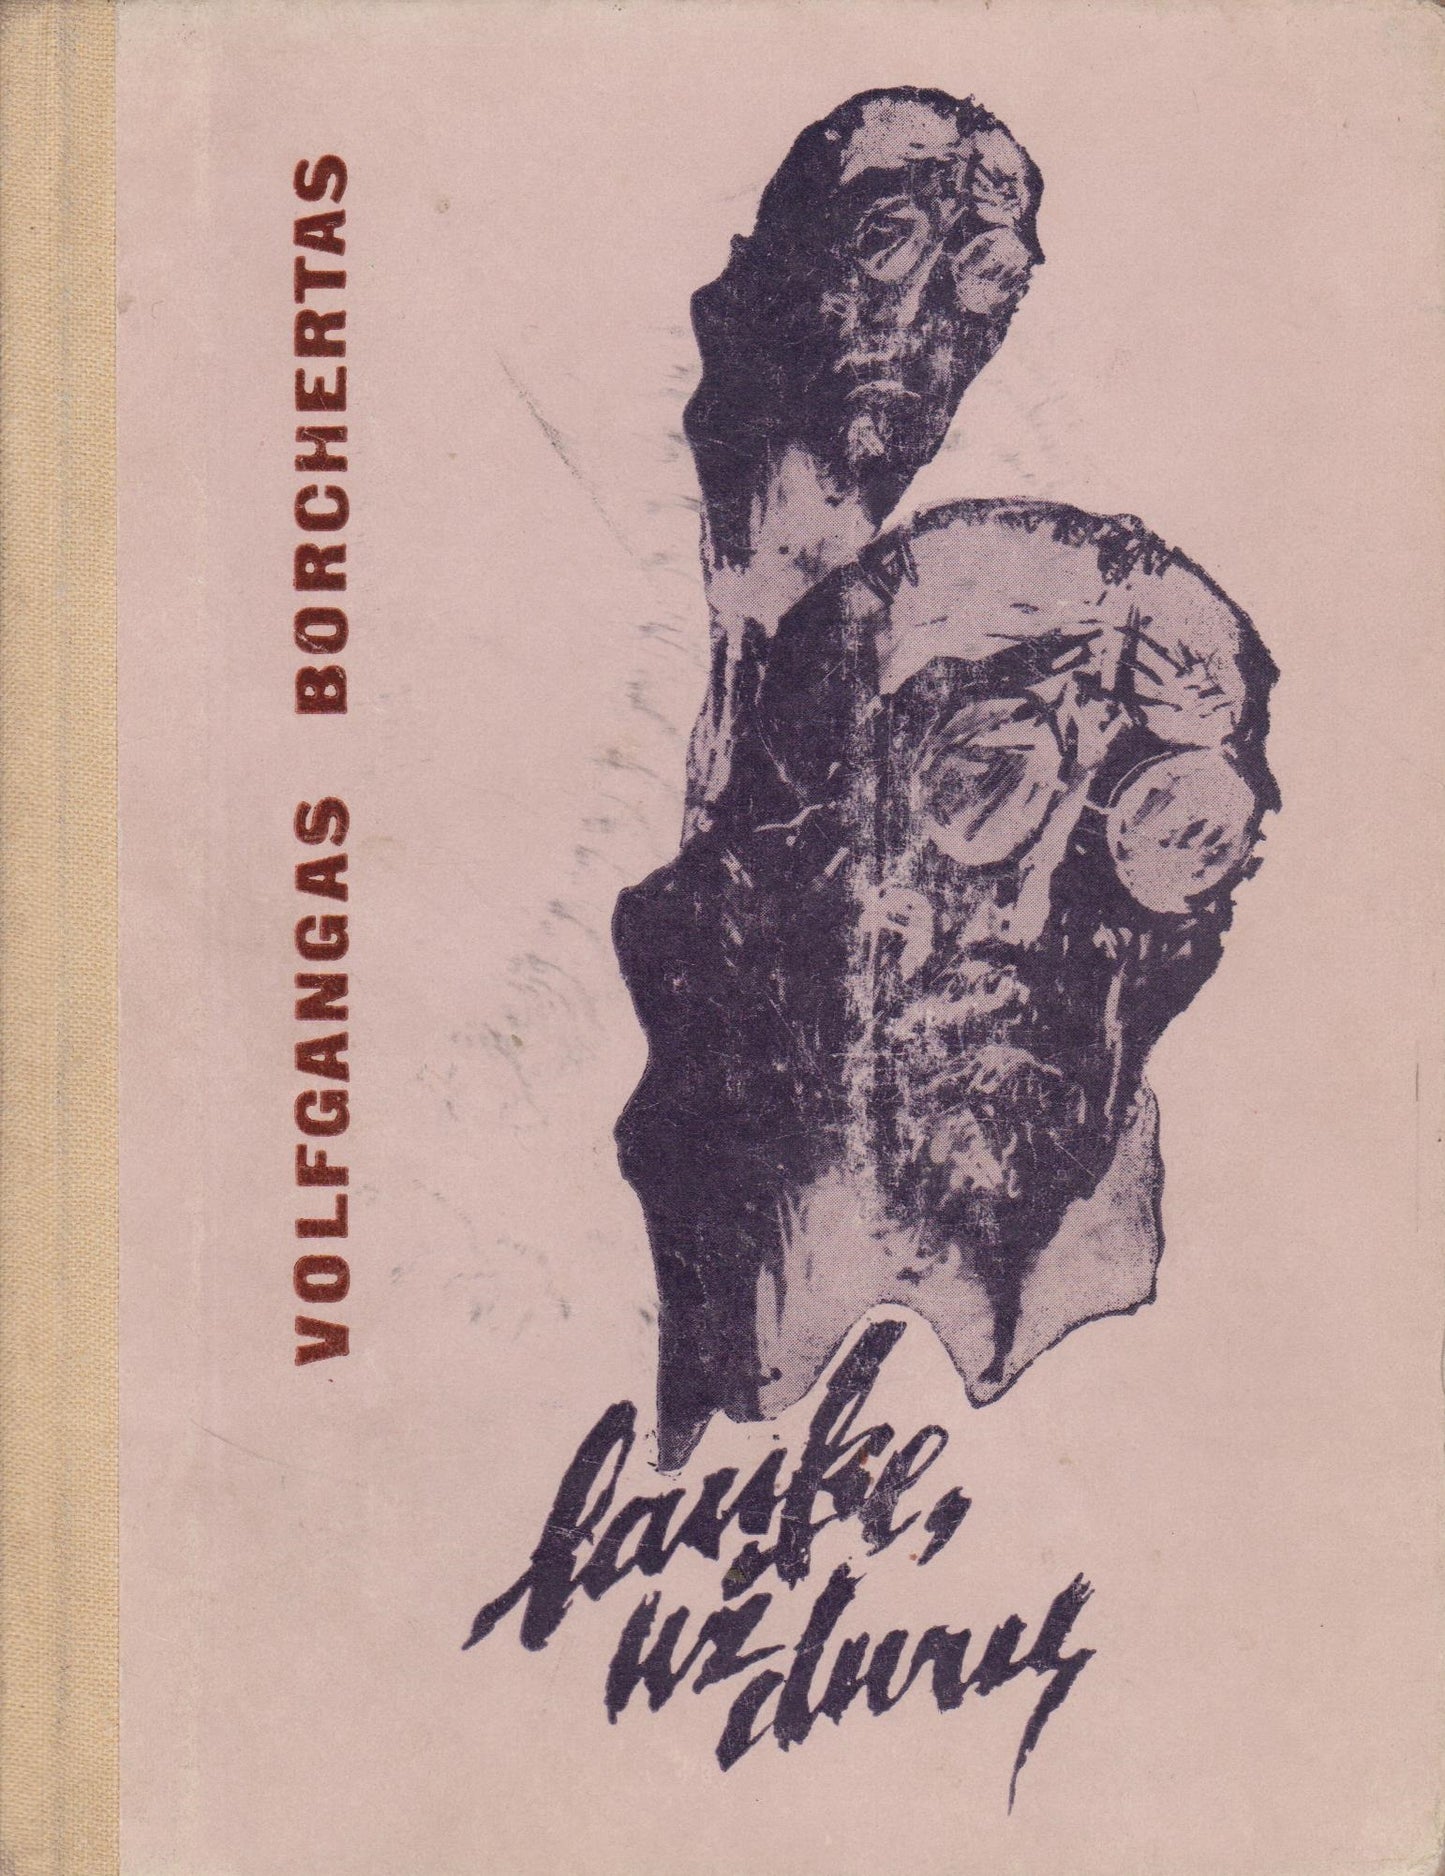 VOLFGANGAS BORCHERTAS
lauke,
už
durų